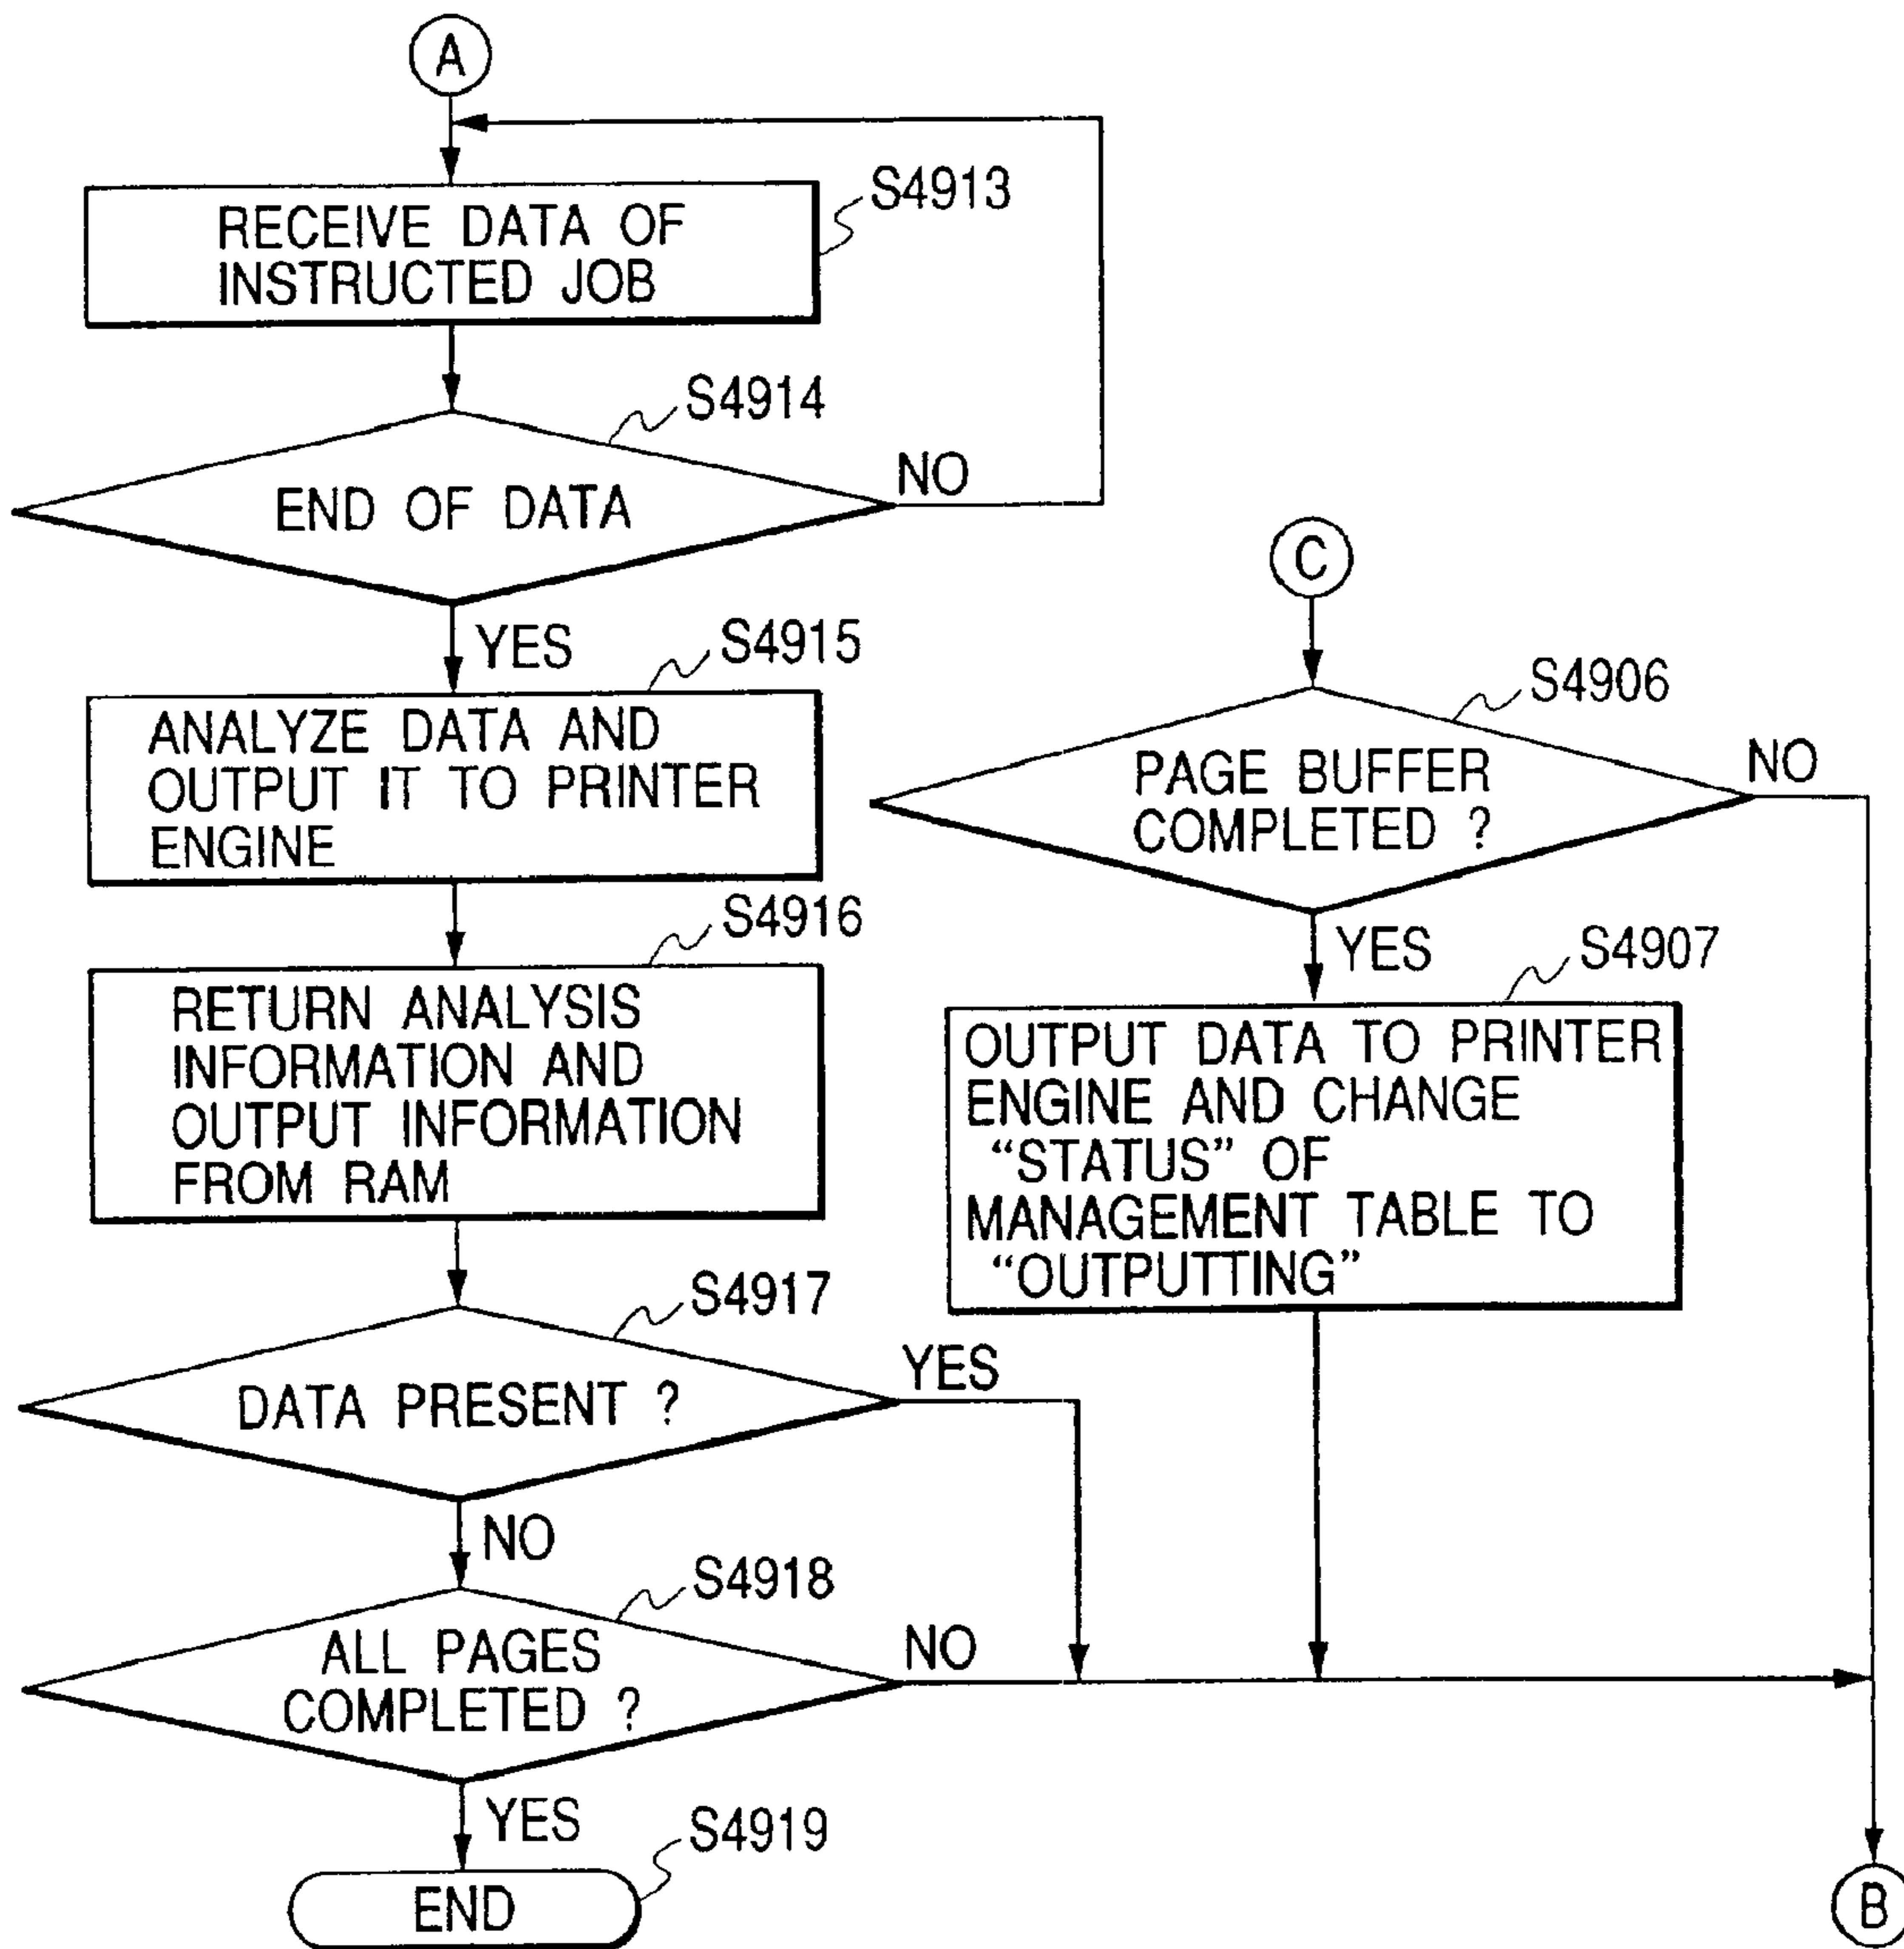 A
S4913
RECEIVE DATA OF
INSTRUCTED JOB
S4914
END OF DATA
NO
YES
S4915
ANALYZE DATA AND
OUTPUT IT TO PRINTER
ENGINE
S4916
RETURN ANALYSIS
INFORMATION AND
OUTPUT INFORMATION
FROM RAM
S4917
DATA PRESENT ?
YES
NO
S4918
ALL PAGES
COMPLETED ?
NO
YES
S4919
END
C
S4906
PAGE BUFFER
COMPLETED ?
NO
YES
S4907
OUTPUT DATA TO PRINTER
ENGINE AND CHANGE
“STATUS” OF
MANAGEMENT TABLE TO
“OUTPUTTING”
B